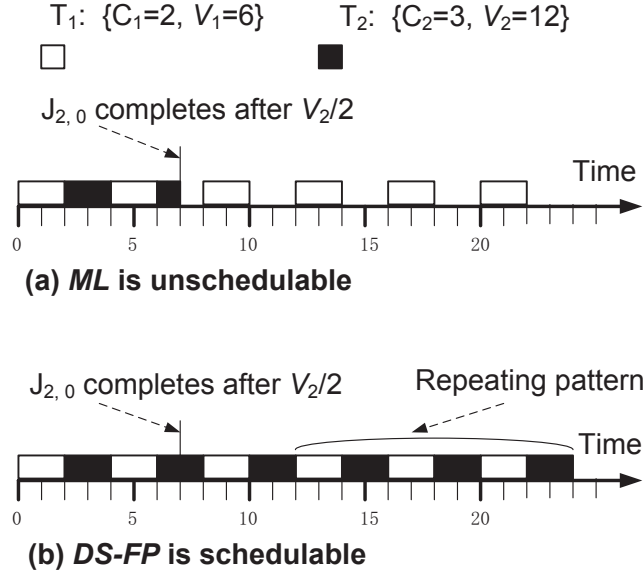 T₁: {C₁=2, V₁=6} T₂: {C₂=3, V₂=12}
J₂,₀ completes after V₂/2
Time
0 5 10 15 20
(a) ML is unschedulable
J₂,₀ completes after V₂/2 Repeating pattern
Time
0 5 10 15 20
(b) DS-FP is schedulable